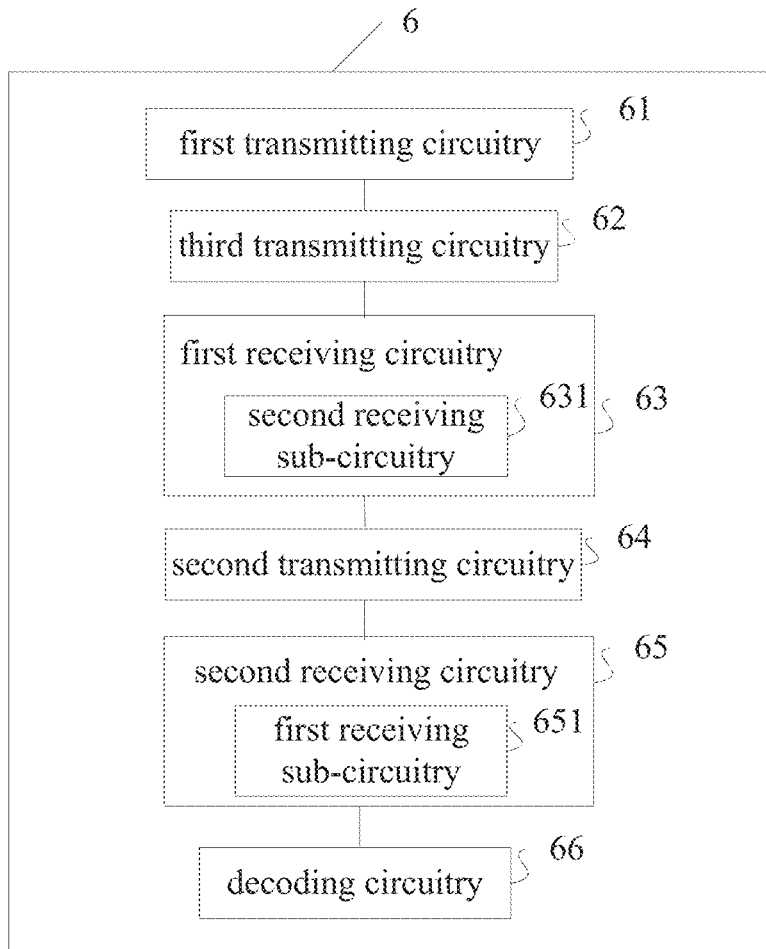 6
first transmitting circuitry
61
third transmitting circuitry
62
first receiving circuitry
63
second receiving
sub-circuitry
631
second transmitting circuitry
64
second receiving circuitry
65
first receiving
sub-circuitry
651
decoding circuitry
66